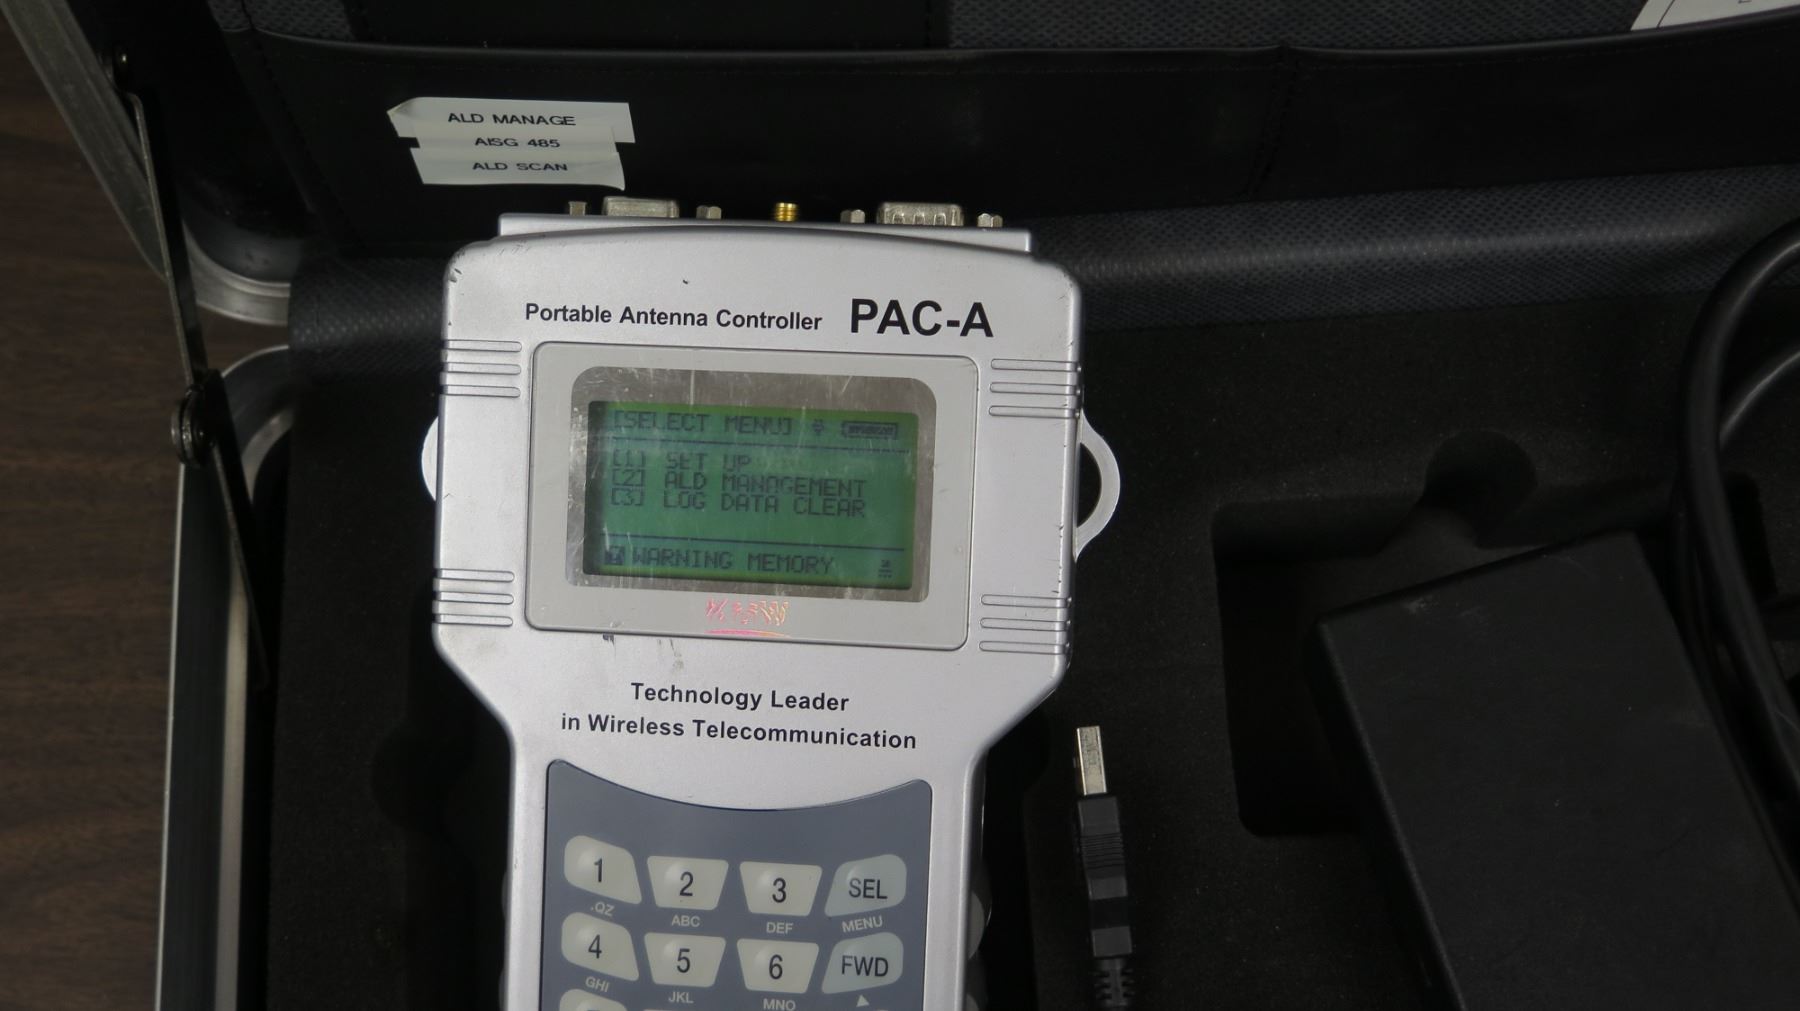 ALD MANAGE
AISG 485
ALD SCAN
Portable Antenna Controller PAC-A
[SELECT MENU]
[1] SET UP
[2] ALD MANAGEMENT
[3] LOG DATA CLEAR
WARNING MEMORY
Technology Leader
in Wireless Telecommunication
1 2 3 SEL
.QZ ABC DEF MENU
4 5 6 FWD
GHI JKL MNO ▲